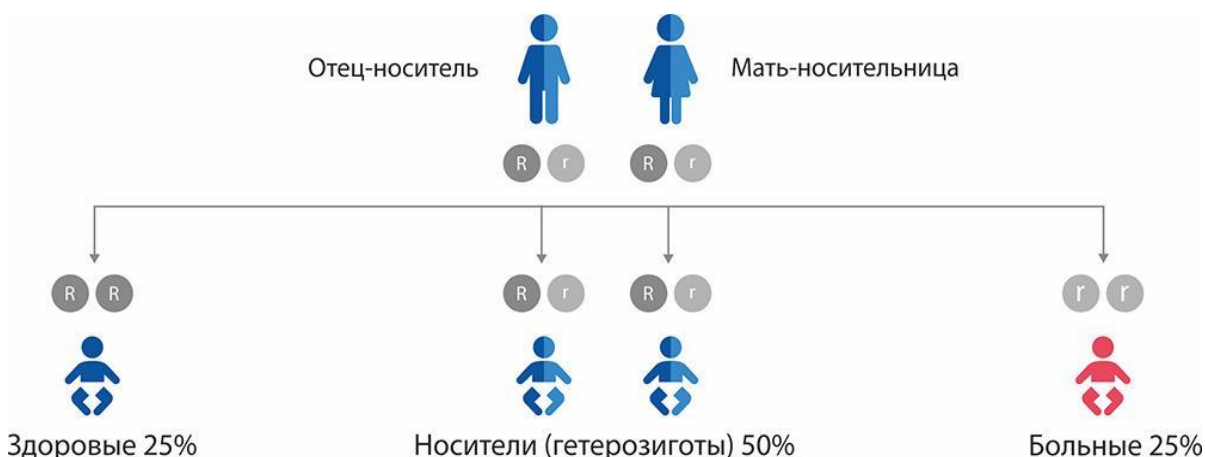 Отец-носитель Мать-носительница
R r R r
R R R r R r r r
Здоровые 25% Носители (гетерозиготы) 50% Больные 25%